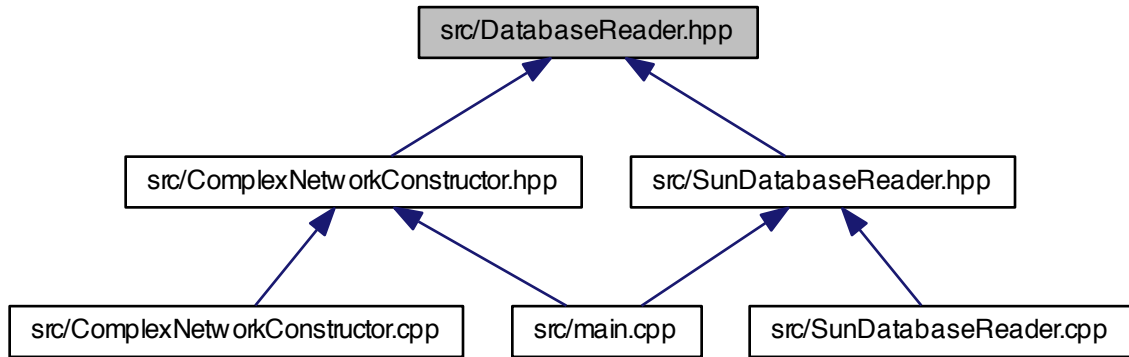 src/DatabaseReader.hpp
src/ComplexNetworkConstructor.hpp
src/SunDatabaseReader.hpp
src/ComplexNetworkConstructor.cpp
src/main.cpp
src/SunDatabaseReader.cpp